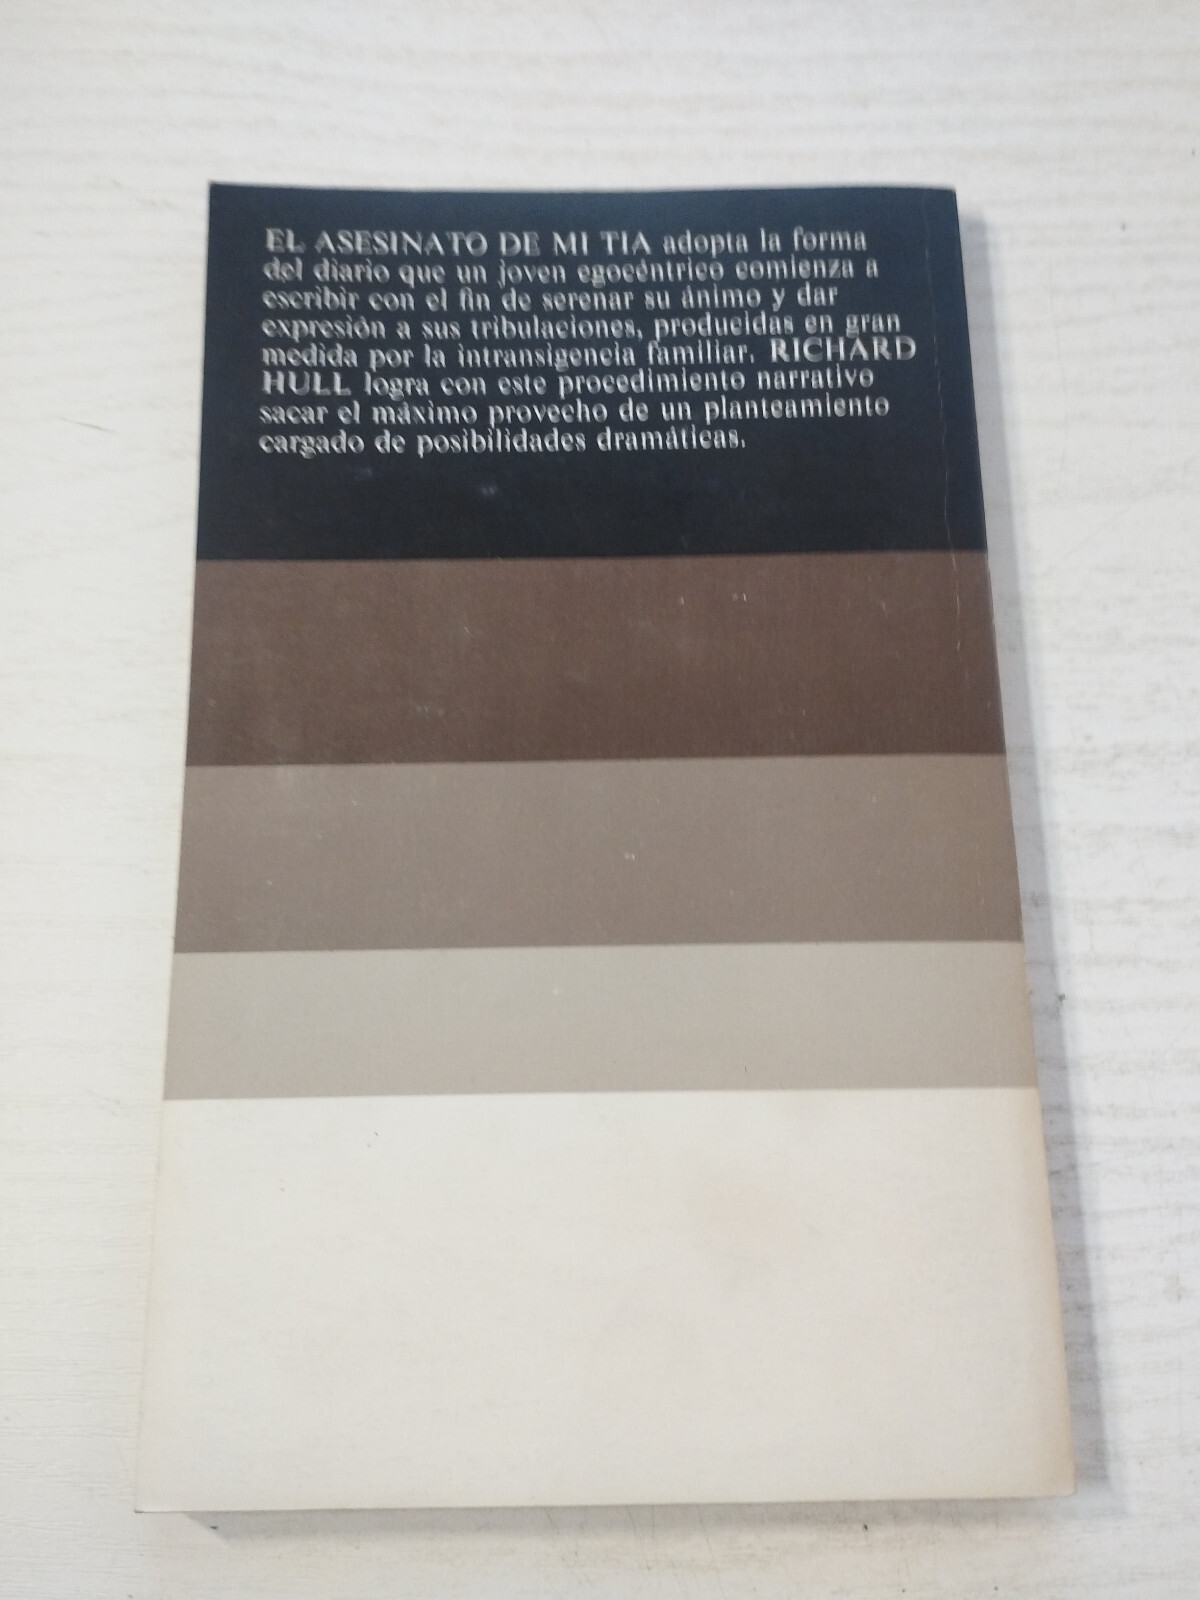 EL ASESINATO DE MI TIA adopta la forma
del diario que un joven egocéntrico comienza a
escribir con el fin de serenar su ánimo y dar
expresión a sus tribulaciones, producidas en gran
medida por la intransigencia familiar. RICHARD
HULL logra con este procedimiento narrativo
sacar el máximo provecho de un planteamiento
cargado de posibilidades dramáticas.